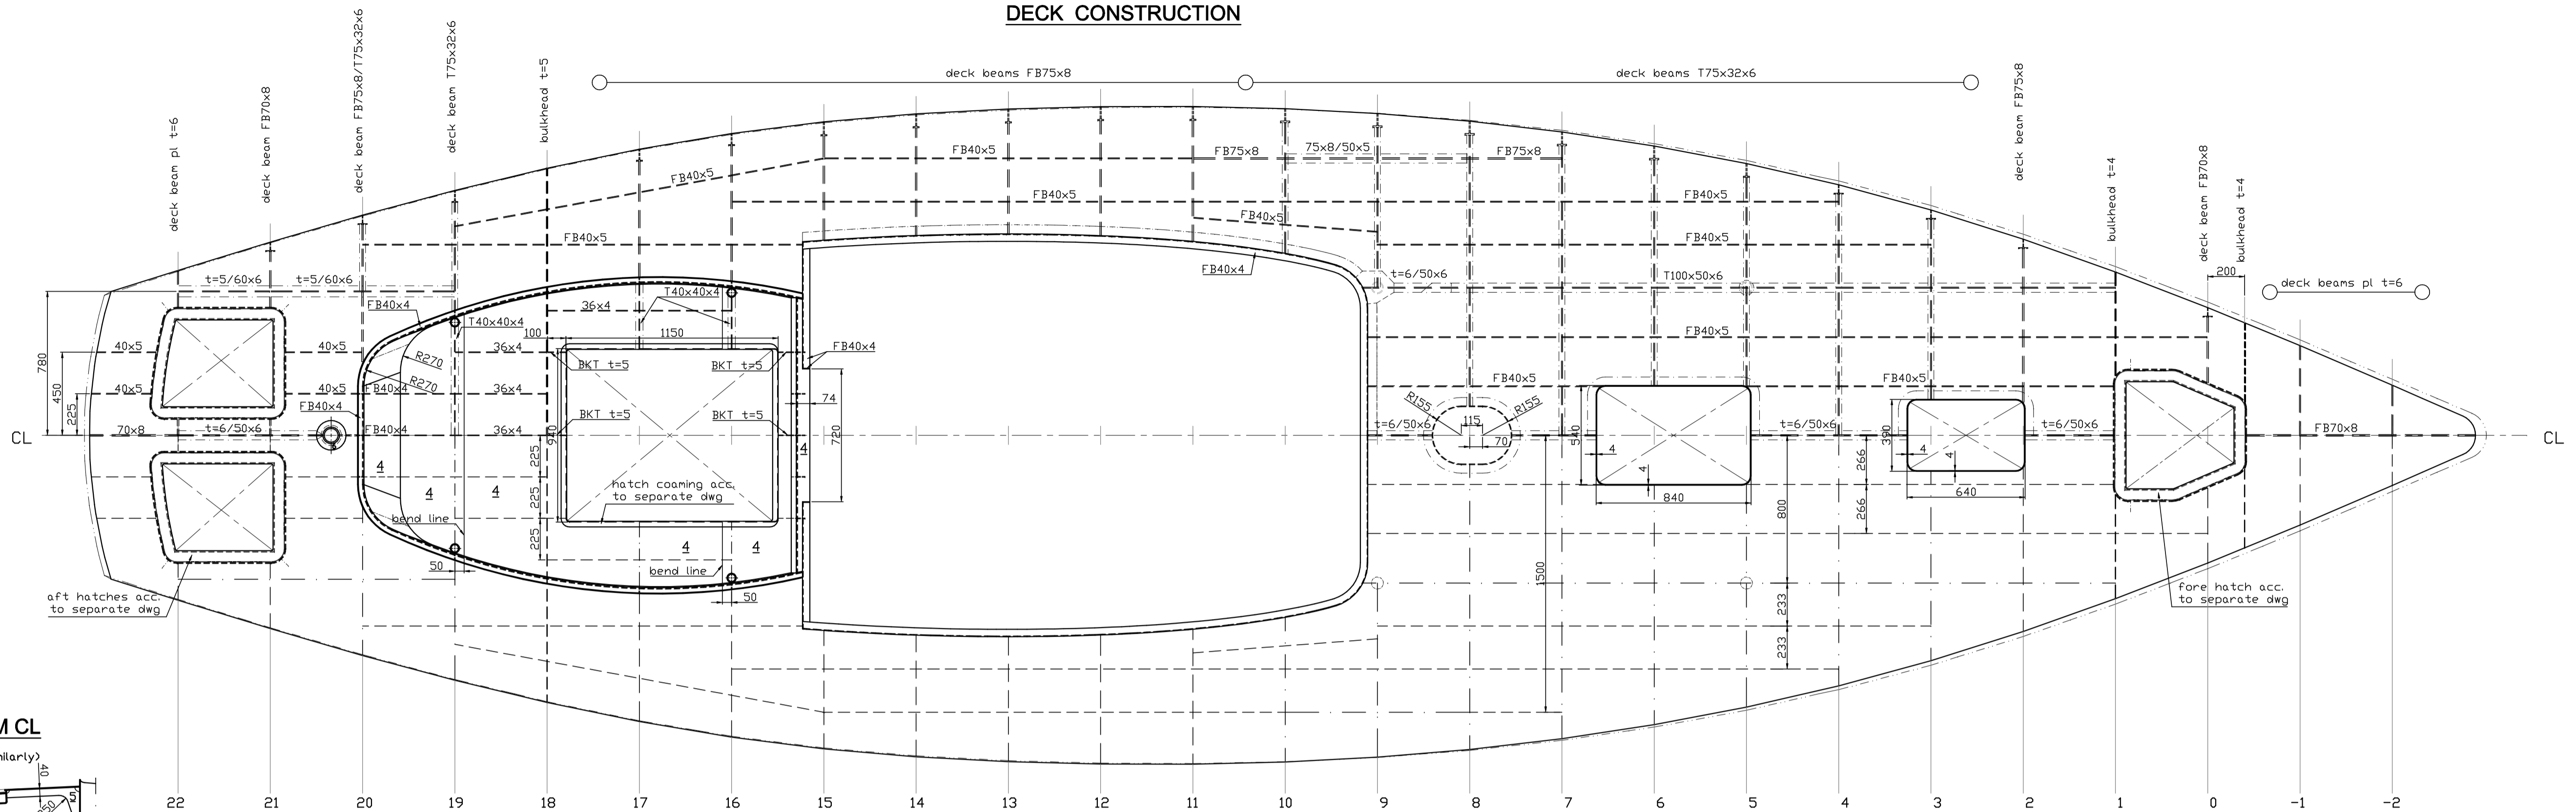 DECK CONSTRUCTION
deck beam pl t=6
deck beam FB70x8
deck beam FB75x8/T75x32x6
deck beam T75x32x6
bulkhead t=5
deck beams FB75x8
deck beams T75x32x6
deck beam FB75x8
bulkhead t=4
deck beam FB70x8
bulkhead t=4
200
deck beams pl t=6
FB40x5
FB75x8
75x8/50x5
FB75x8
FB40x5
FB40x5
FB40x5
FB40x5
FB40x5
FB40x5
t=5/60x6
t=5/60x6
FB40x4
t=6/50x6
T100x50x6
T40x40x4
36x4
FB40x4
T40x40x4
100
1150
FB40x5
780
450
225
40x5
40x5
R270
R270
36x4
BKT t=5
BKT t=5
FB40x4
40x5
40x5
FB40x4
36x4
74
FB40x5
FB40x5
FB40x4
BKT t=5
BKT t=5
R155
R155
115
70
CL
70x8
t=6/50x6
FB40x4
36x4
940
720
t=6/50x6
540
t=6/50x6
390
t=6/50x6
FB70x8
CL
4
4
4
4
4
4
4
4
4
4
225
225
225
hatch coaming acc.
to separate dwg
bend line
bend line
50
50
840
640
266
266
800
233
233
1500
aft hatches acc.
to separate dwg
fore hatch acc.
to separate dwg
M CL
nilarly)
40
5
22 21 20 19 18 17 16 15 14 13 12 11 10 9 8 7 6 5 4 3 2 1 0 -1 -2